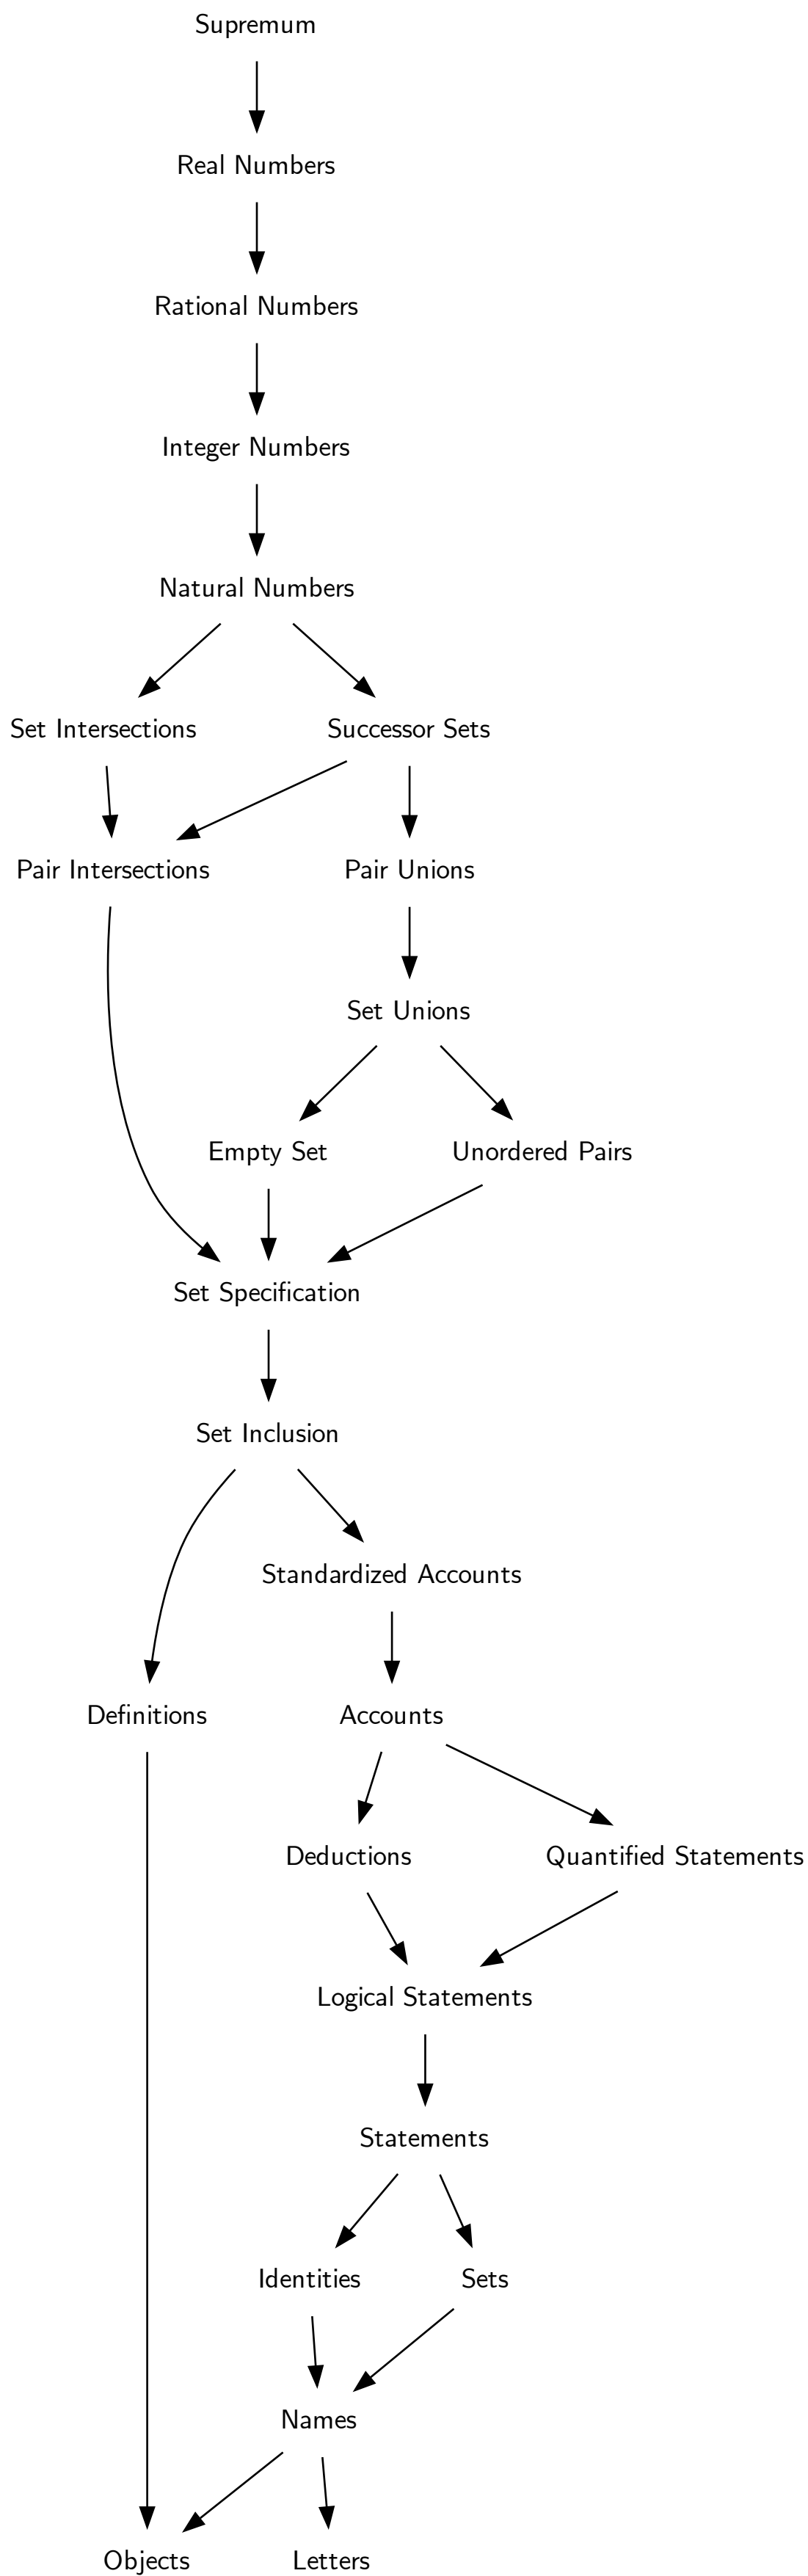 Supremum
Real Numbers
Rational Numbers
Integer Numbers
Natural Numbers
Set Intersections
Successor Sets
Pair Intersections
Pair Unions
Set Unions
Empty Set
Unordered Pairs
Set Specification
Set Inclusion
Standardized Accounts
Definitions
Accounts
Deductions
Quantified Statements
Logical Statements
Statements
Identities
Sets
Names
Objects
Letters